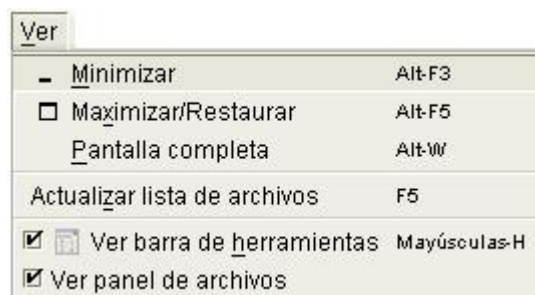 Ver
Minimizar Alt-F3
Maximizar/Restaurar Alt-F5
Pantalla completa Alt-W
Actualizar lista de archivos F5
Ver barra de herramientas Mayúsculas-H
Ver panel de archivos